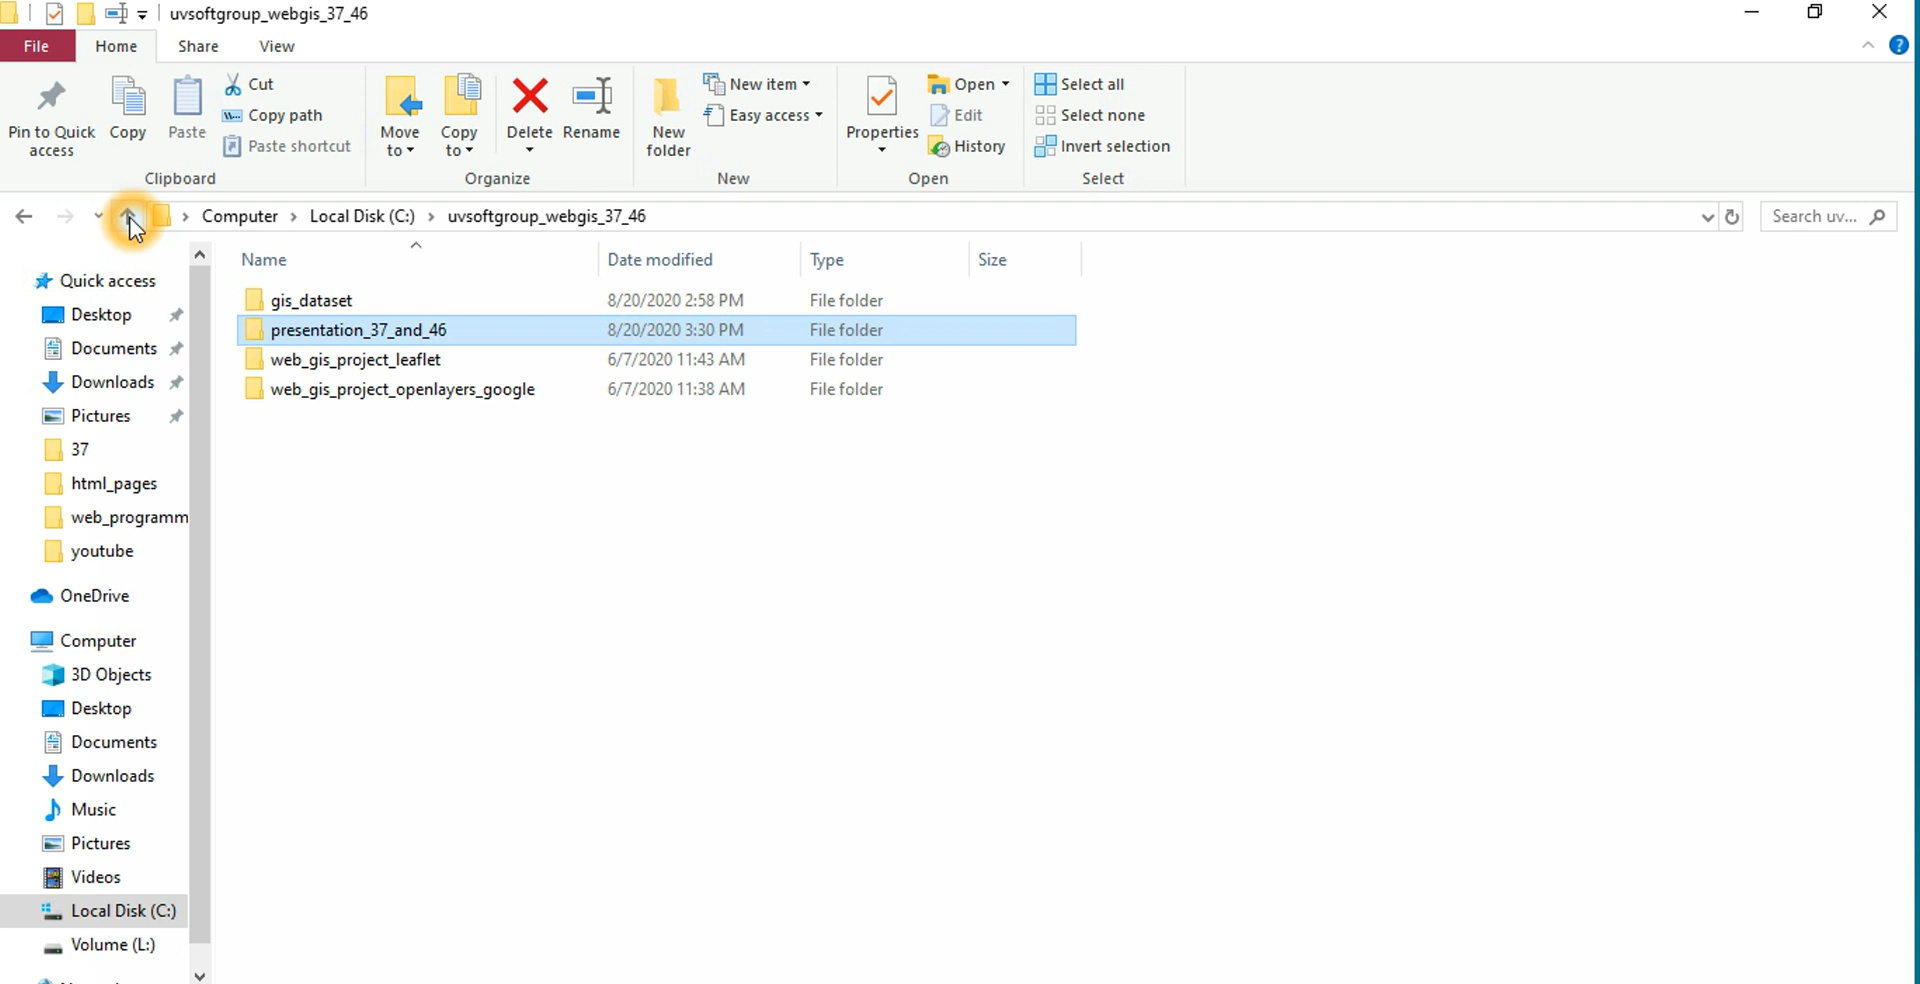 uvsoftgroup_webgis_37_46
File Home Share View
Pin to Quick access
Copy
Paste
Cut
Copy path
Paste shortcut
Clipboard
Move to
Copy to
Delete
Rename
Organize
New folder
New item
Easy access
New
Properties
Open
Edit
History
Open
Select all
Select none
Invert selection
Select
Computer Local Disk (C:) uvsoftgroup_webgis_37_46
Search uv...
Name Date modified Type Size
gis_dataset 8/20/2020 2:58 PM File folder
presentation_37_and_46 8/20/2020 3:30 PM File folder
web_gis_project_leaflet 6/7/2020 11:43 AM File folder
web_gis_project_openlayers_google 6/7/2020 11:38 AM File folder
Quick access
Desktop
Documents
Downloads
Pictures
37
html_pages
web_programm
youtube
OneDrive
Computer
3D Objects
Desktop
Documents
Downloads
Music
Pictures
Videos
Local Disk (C:)
Volume (L:)